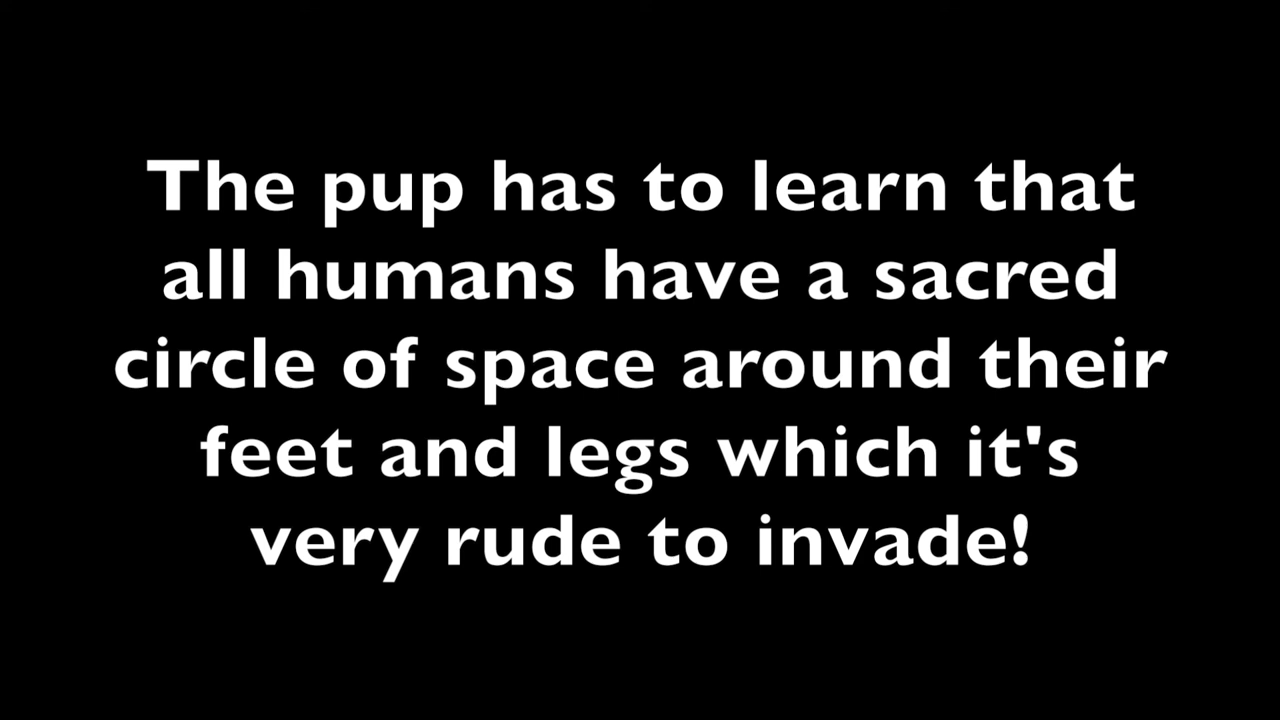 The pup has to learn that
all humans have a sacred
circle of space around their
feet and legs which it's
very rude to invade!